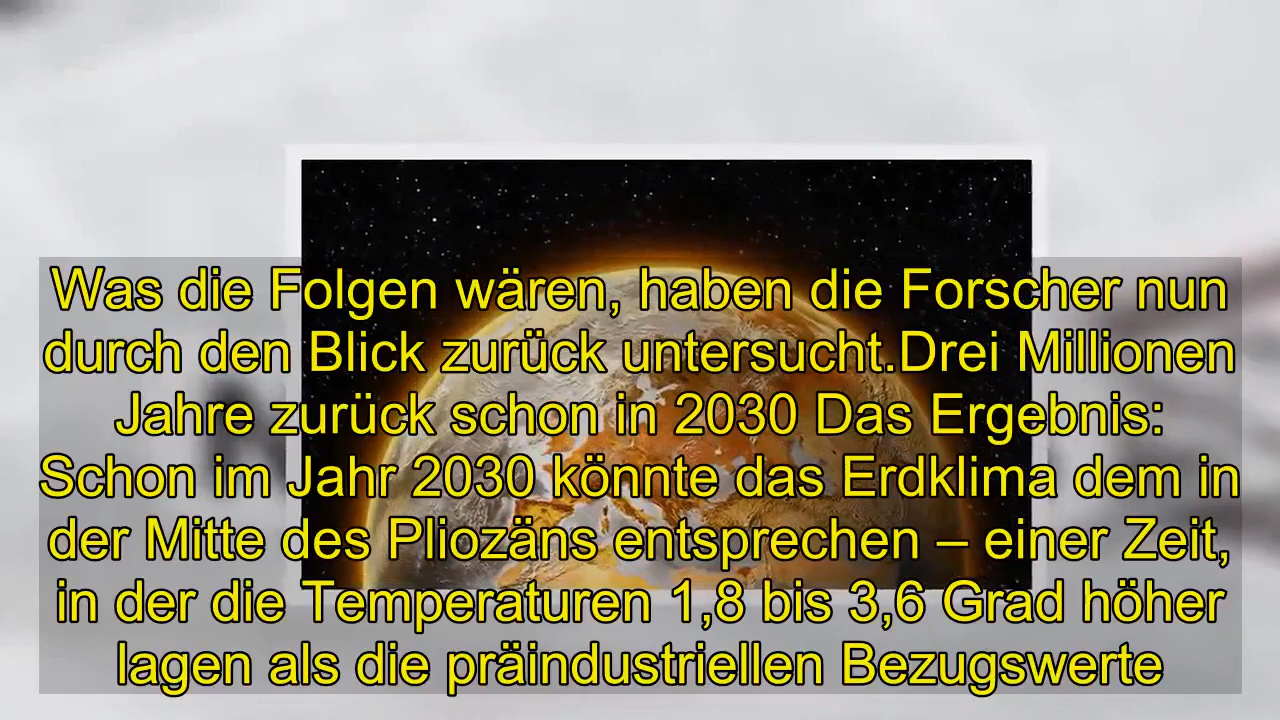 Was die Folgen wären, haben die Forscher nun
durch den Blick zurück untersucht.Drei Millionen
Jahre zurück schon in 2030 Das Ergebnis:
Schon im Jahr 2030 könnte das Erdklima dem in
der Mitte des Pliozäns entsprechen – einer Zeit,
in der die Temperaturen 1,8 bis 3,6 Grad höher
lagen als die präindustriellen Bezugswerte